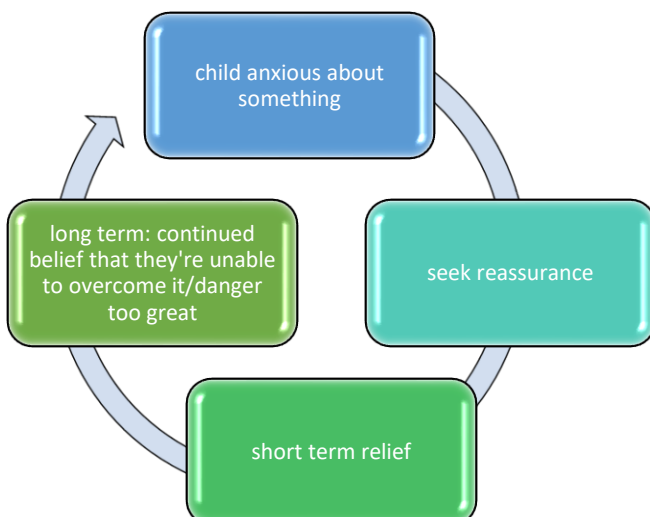 child anxious about
something
seek reassurance
short term relief
long term: continued
belief that they're unable
to overcome it/danger
too great